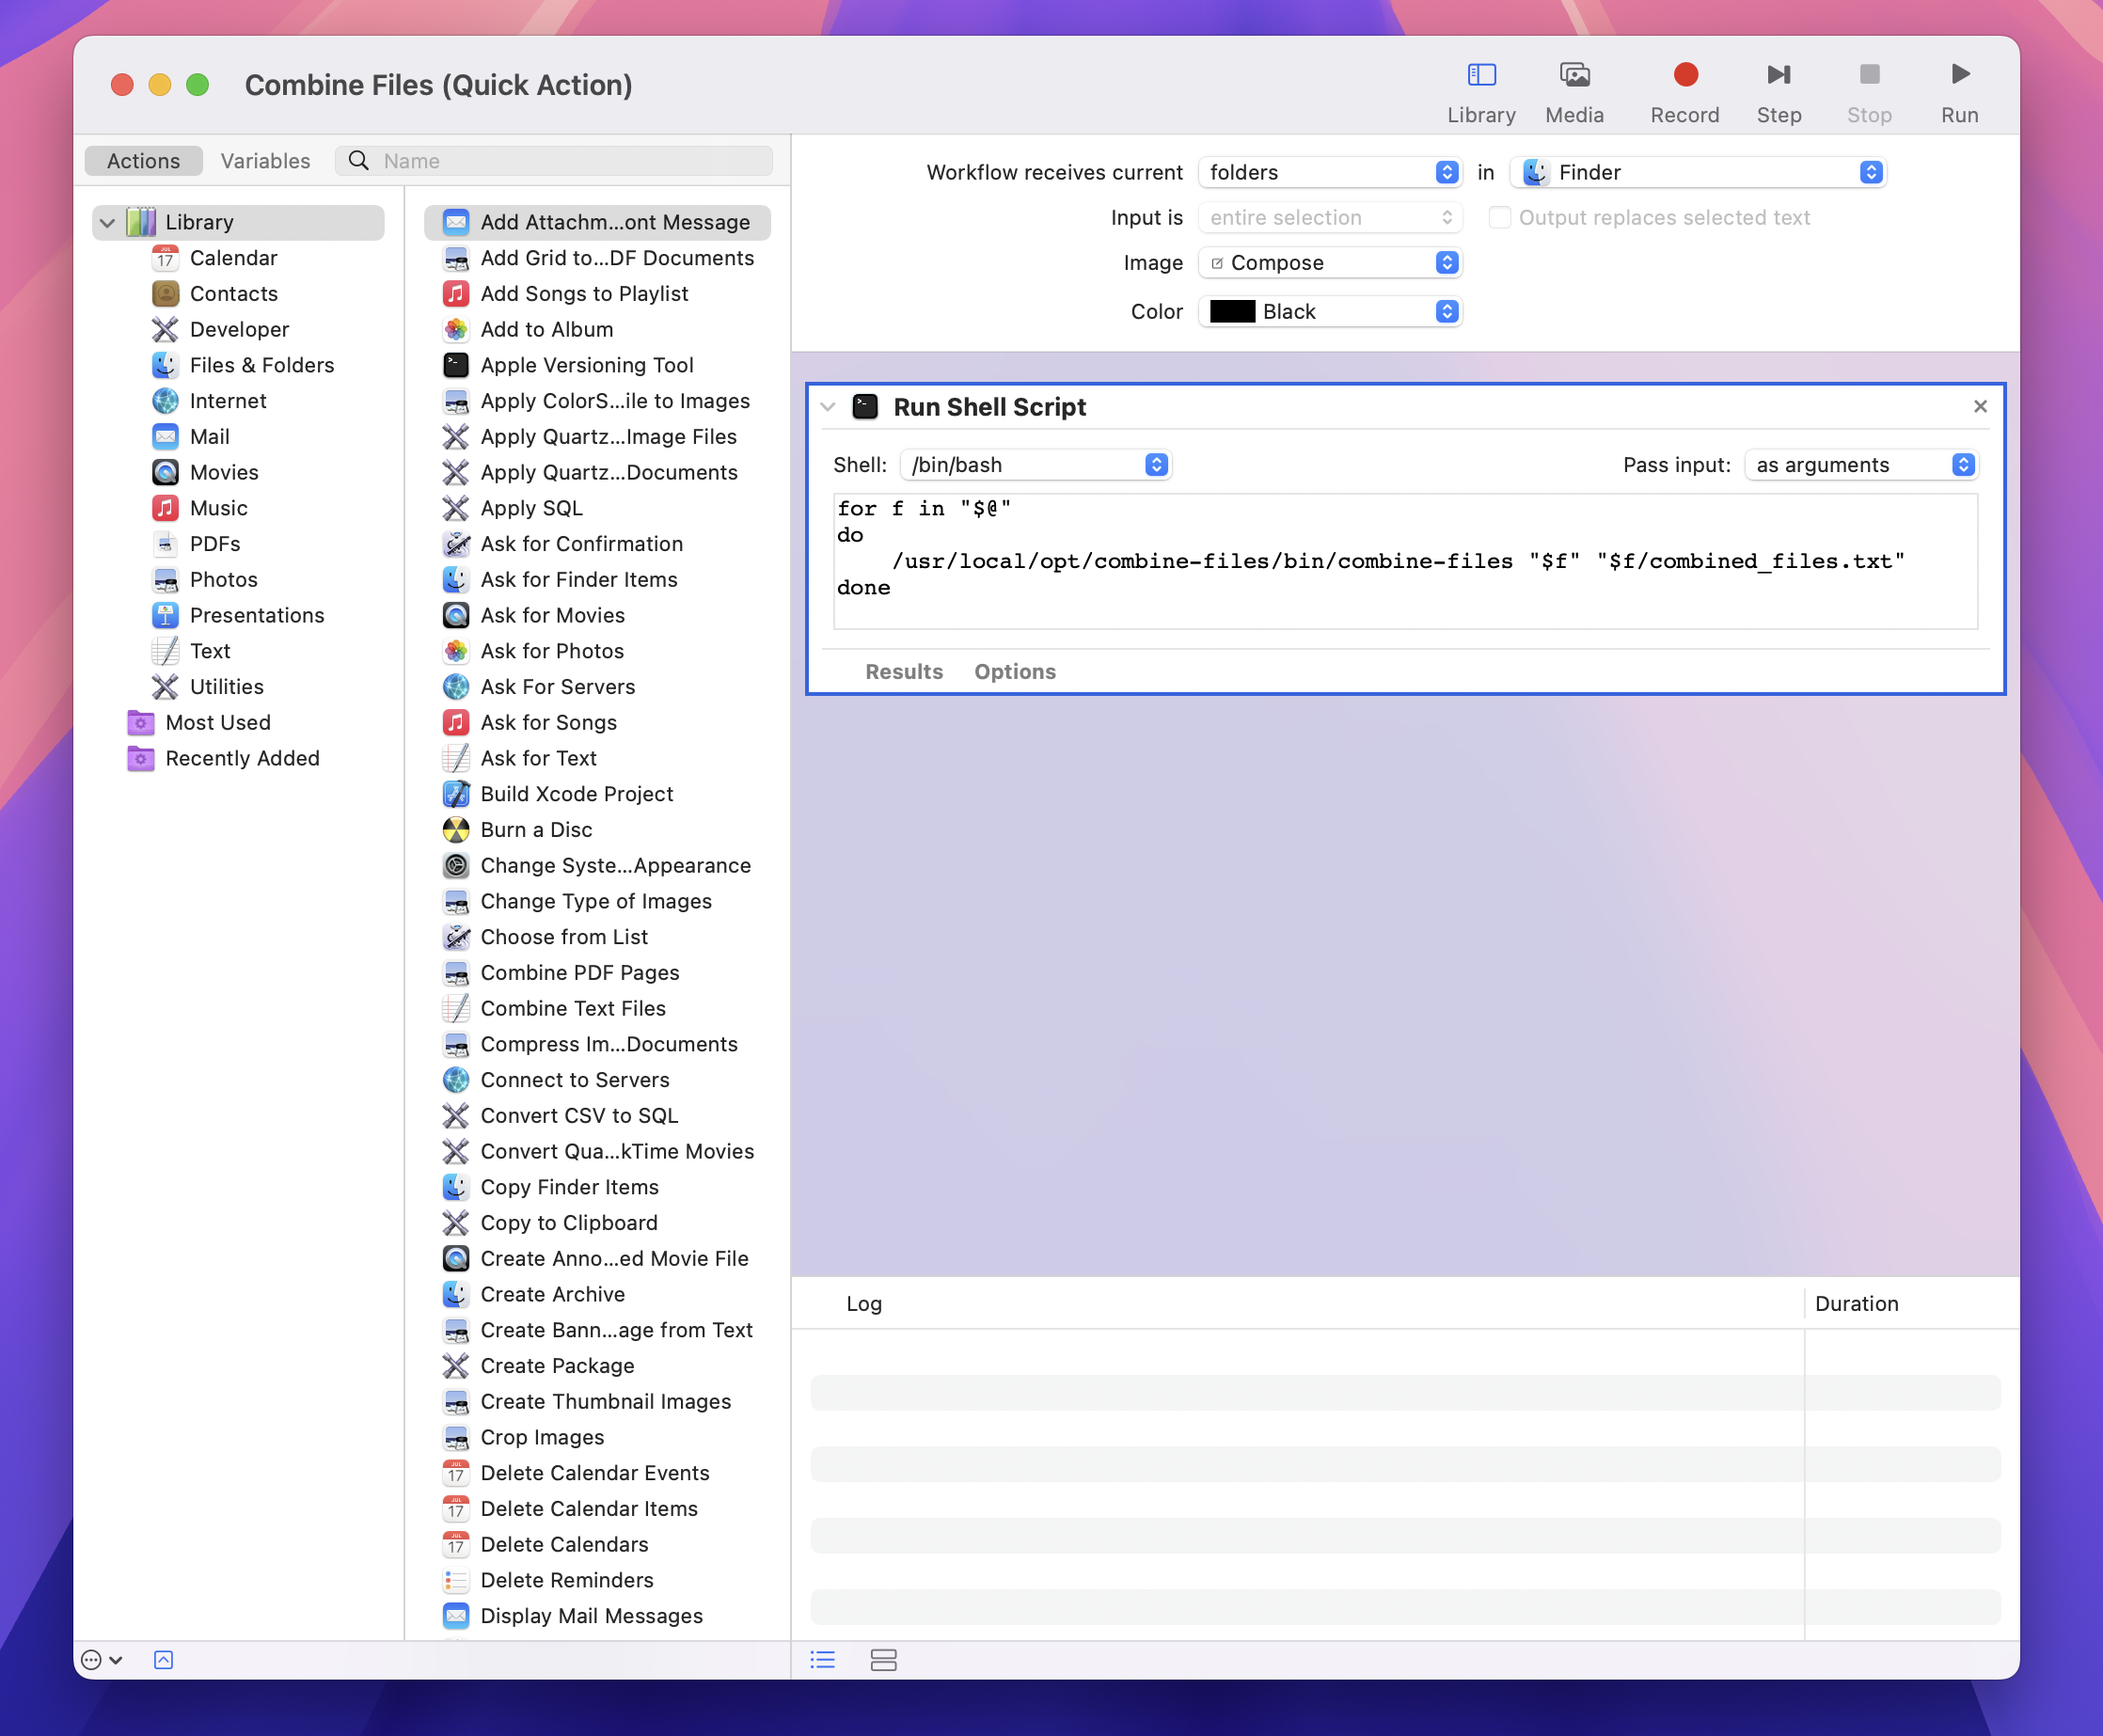 Combine Files (Quick Action)
Library
Media
Record
Step
Stop
Run
Actions
Variables
Name
Library
Calendar
Contacts
Developer
Files & Folders
Internet
Mail
Movies
Music
PDFs
Photos
Presentations
Text
Utilities
Most Used
Recently Added
Add Attachm...ont Message
Add Grid to...DF Documents
Add Songs to Playlist
Add to Album
Apple Versioning Tool
Apply ColorS...ile to Images
Apply Quartz...Image Files
Apply Quartz...Documents
Apply SQL
Ask for Confirmation
Ask for Finder Items
Ask for Movies
Ask for Photos
Ask For Servers
Ask for Songs
Ask for Text
Build Xcode Project
Burn a Disc
Change Syste...Appearance
Change Type of Images
Choose from List
Combine PDF Pages
Combine Text Files
Compress Im...Documents
Connect to Servers
Convert CSV to SQL
Convert Qua...kTime Movies
Copy Finder Items
Copy to Clipboard
Create Anno...ed Movie File
Create Archive
Create Bann...age from Text
Create Package
Create Thumbnail Images
Crop Images
Delete Calendar Events
Delete Calendar Items
Delete Calendars
Delete Reminders
Display Mail Messages
Workflow receives current folders in Finder
Input is entire selection Output replaces selected text
Image Compose
Color Black
Run Shell Script
Shell: /bin/bash Pass input: as arguments
for f in "$@"
do
    /usr/local/opt/combine-files/bin/combine-files "$f" "$f/combined_files.txt"
done
Results Options
Log Duration